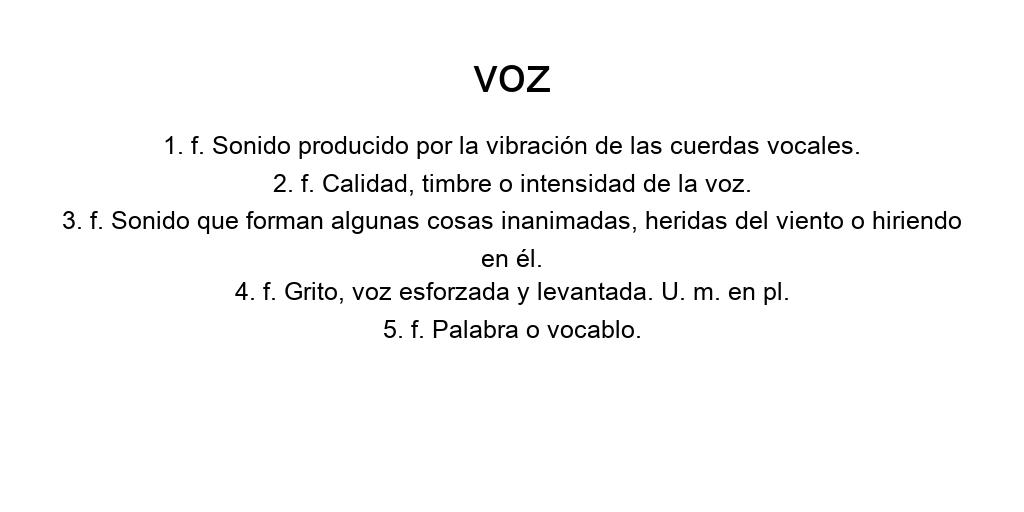 voz
1. f. Sonido producido por la vibración de las cuerdas vocales.
2. f. Calidad, timbre o intensidad de la voz.
3. f. Sonido que forman algunas cosas inanimadas, heridas del viento o hiriendo
en él.
4. f. Grito, voz esforzada y levantada. U. m. en pl.
5. f. Palabra o vocablo.